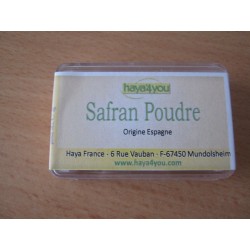 haya4you
Safran Poudre
Origine Espagne
Haya France - 6 Rue Vauban - F-67450 Mundolsheim
www.haya4you.com